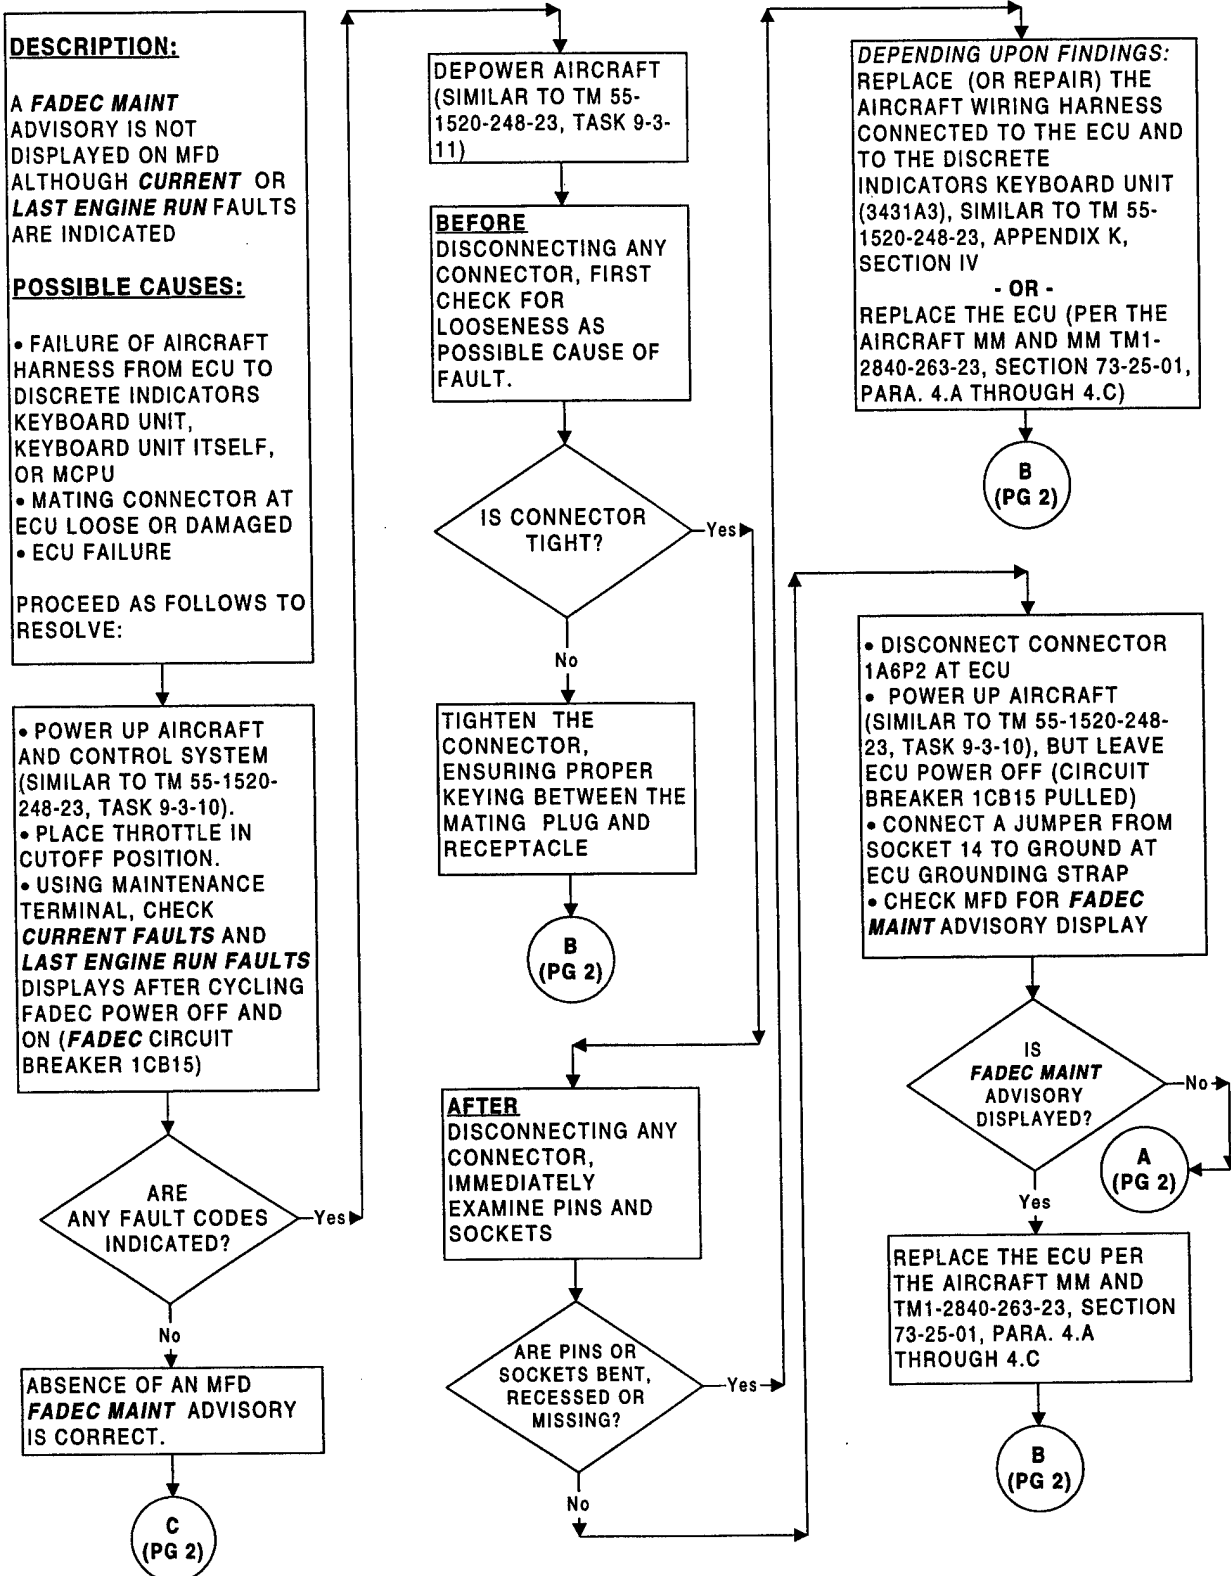 DESCRIPTION:
A FADEC MAINT
ADVISORY IS NOT
DISPLAYED ON MFD
ALTHOUGH CURRENT OR
LAST ENGINE RUN FAULTS
ARE INDICATED
POSSIBLE CAUSES:
• FAILURE OF AIRCRAFT
HARNESS FROM ECU TO
DISCRETE INDICATORS
KEYBOARD UNIT,
KEYBOARD UNIT ITSELF,
OR MCPU
• MATING CONNECTOR AT
ECU LOOSE OR DAMAGED
• ECU FAILURE
PROCEED AS FOLLOWS TO
RESOLVE:
• POWER UP AIRCRAFT
AND CONTROL SYSTEM
(SIMILAR TO TM 55-1520-
248-23, TASK 9-3-10).
• PLACE THROTTLE IN
CUTOFF POSITION.
• USING MAINTENANCE
TERMINAL, CHECK
CURRENT FAULTS AND
LAST ENGINE RUN FAULTS
DISPLAYS AFTER CYCLING
FADEC POWER OFF AND
ON (FADEC CIRCUIT
BREAKER 1CB15)
ARE
ANY FAULT CODES
INDICATED?
Yes
No
ABSENCE OF AN MFD
FADEC MAINT ADVISORY
IS CORRECT.
C
(PG 2)
DEPOWER AIRCRAFT
(SIMILAR TO TM 55-
1520-248-23, TASK 9-3-
11)
BEFORE
DISCONNECTING ANY
CONNECTOR, FIRST
CHECK FOR
LOOSENESS AS
POSSIBLE CAUSE OF
FAULT.
IS CONNECTOR
TIGHT?
Yes
No
TIGHTEN THE
CONNECTOR,
ENSURING PROPER
KEYING BETWEEN THE
MATING PLUG AND
RECEPTACLE
B
(PG 2)
AFTER
DISCONNECTING ANY
CONNECTOR,
IMMEDIATELY
EXAMINE PINS AND
SOCKETS
ARE PINS OR
SOCKETS BENT,
RECESSED OR
MISSING?
Yes
No
DEPENDING UPON FINDINGS:
REPLACE (OR REPAIR) THE
AIRCRAFT WIRING HARNESS
CONNECTED TO THE ECU AND
TO THE DISCRETE
INDICATORS KEYBOARD UNIT
(3431A3), SIMILAR TO TM 55-
1520-248-23, APPENDIX K,
SECTION IV
- OR -
REPLACE THE ECU (PER THE
AIRCRAFT MM AND MM TM1-
2840-263-23, SECTION 73-25-01,
PARA. 4.A THROUGH 4.C)
B
(PG 2)
• DISCONNECT CONNECTOR
1A6P2 AT ECU
• POWER UP AIRCRAFT
(SIMILAR TO TM 55-1520-248-
23, TASK 9-3-10), BUT LEAVE
ECU POWER OFF (CIRCUIT
BREAKER 1CB15 PULLED)
• CONNECT A JUMPER FROM
SOCKET 14 TO GROUND AT
ECU GROUNDING STRAP
• CHECK MFD FOR FADEC
MAINT ADVISORY DISPLAY
IS
FADEC MAINT
ADVISORY
DISPLAYED?
No
A
(PG 2)
Yes
REPLACE THE ECU PER
THE AIRCRAFT MM AND
TM1-2840-263-23, SECTION
73-25-01, PARA. 4.A
THROUGH 4.C
B
(PG 2)